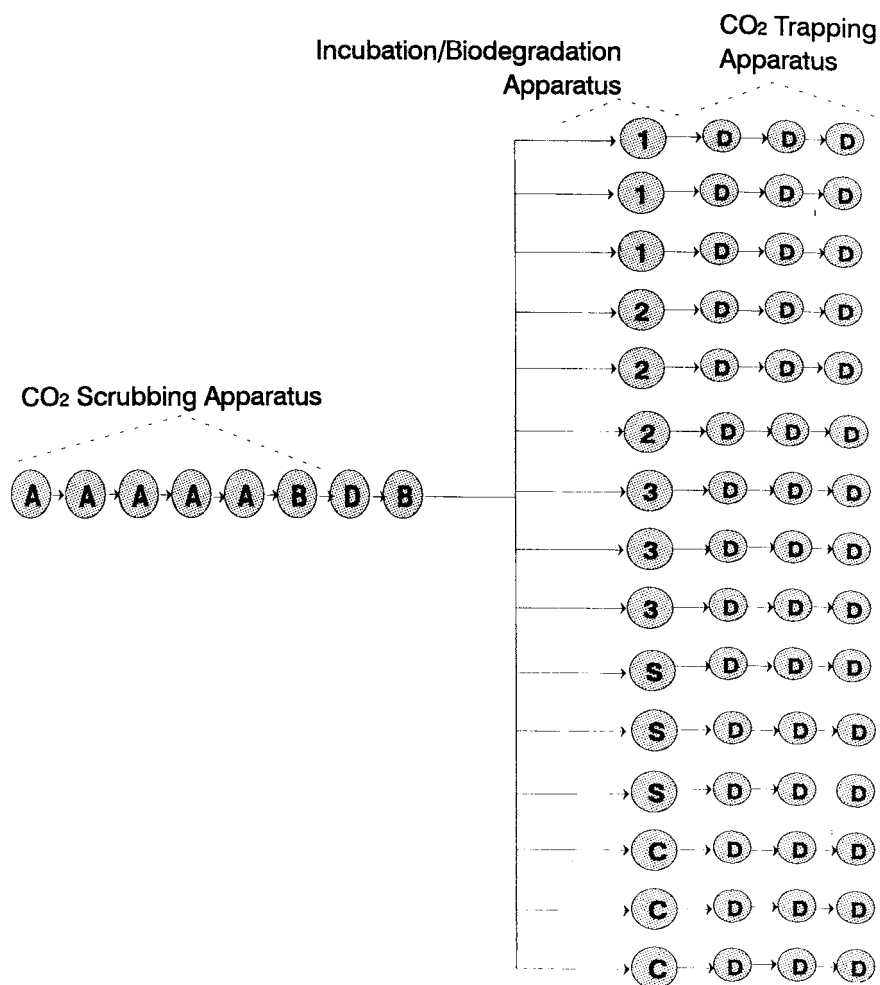 CO2 Trapping
Apparatus
Incubation/Biodegradation
Apparatus
1 D D D
1 D D D
1 D D D
2 D D D
2 D D D
CO2 Scrubbing Apparatus
2 D D D
A A A A A B D B
3 D D D
3 D D D
3 D D D
S D D D
S D D D
S D D D
C D D D
C D D D
C D D D